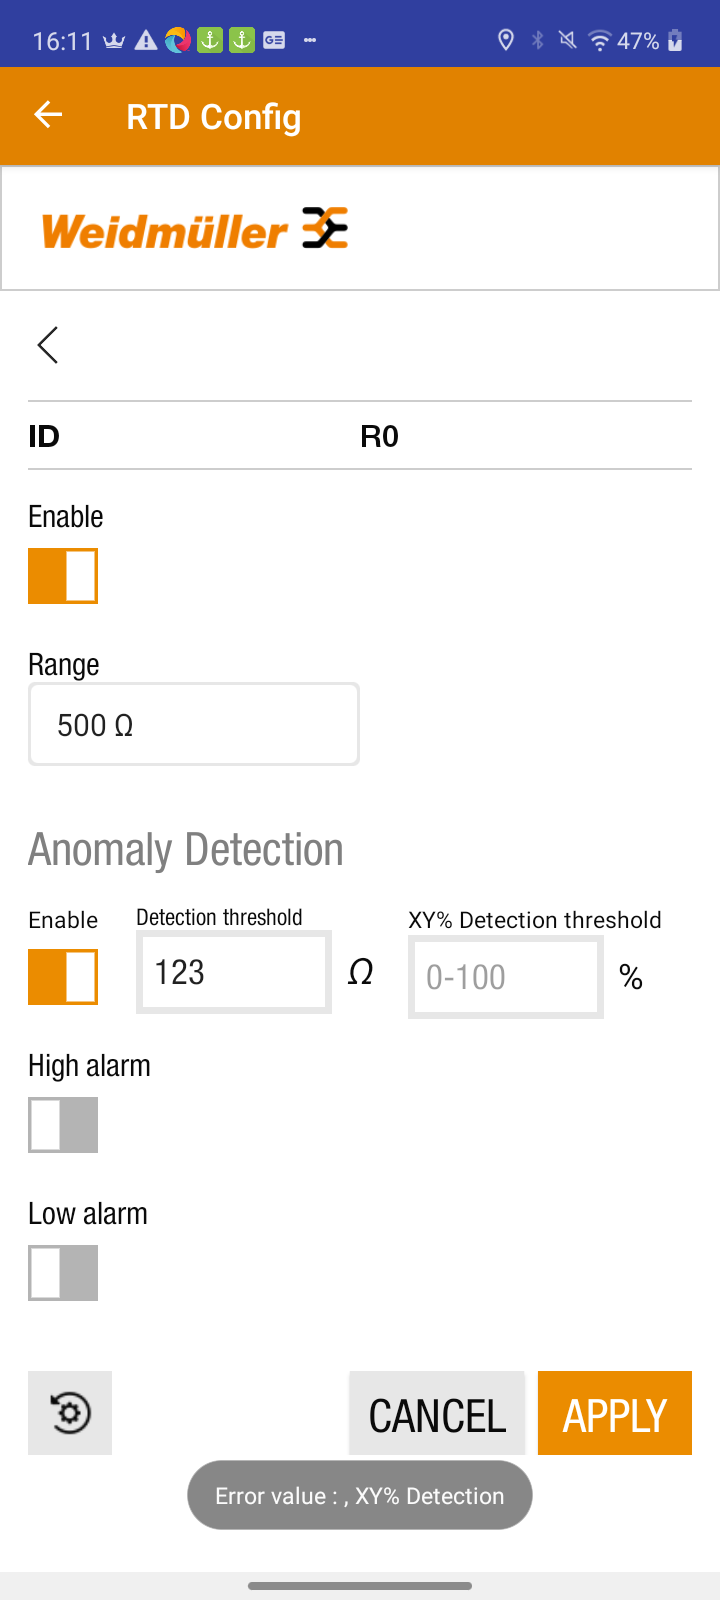 16:11 47%
RTD Config
Weidmüller
ID R0
Enable
Range
500 Ω
Anomaly Detection
Enable Detection threshold XY% Detection threshold
123 Ω 0-100 %
High alarm
Low alarm
CANCEL APPLY
Error value : , XY% Detection